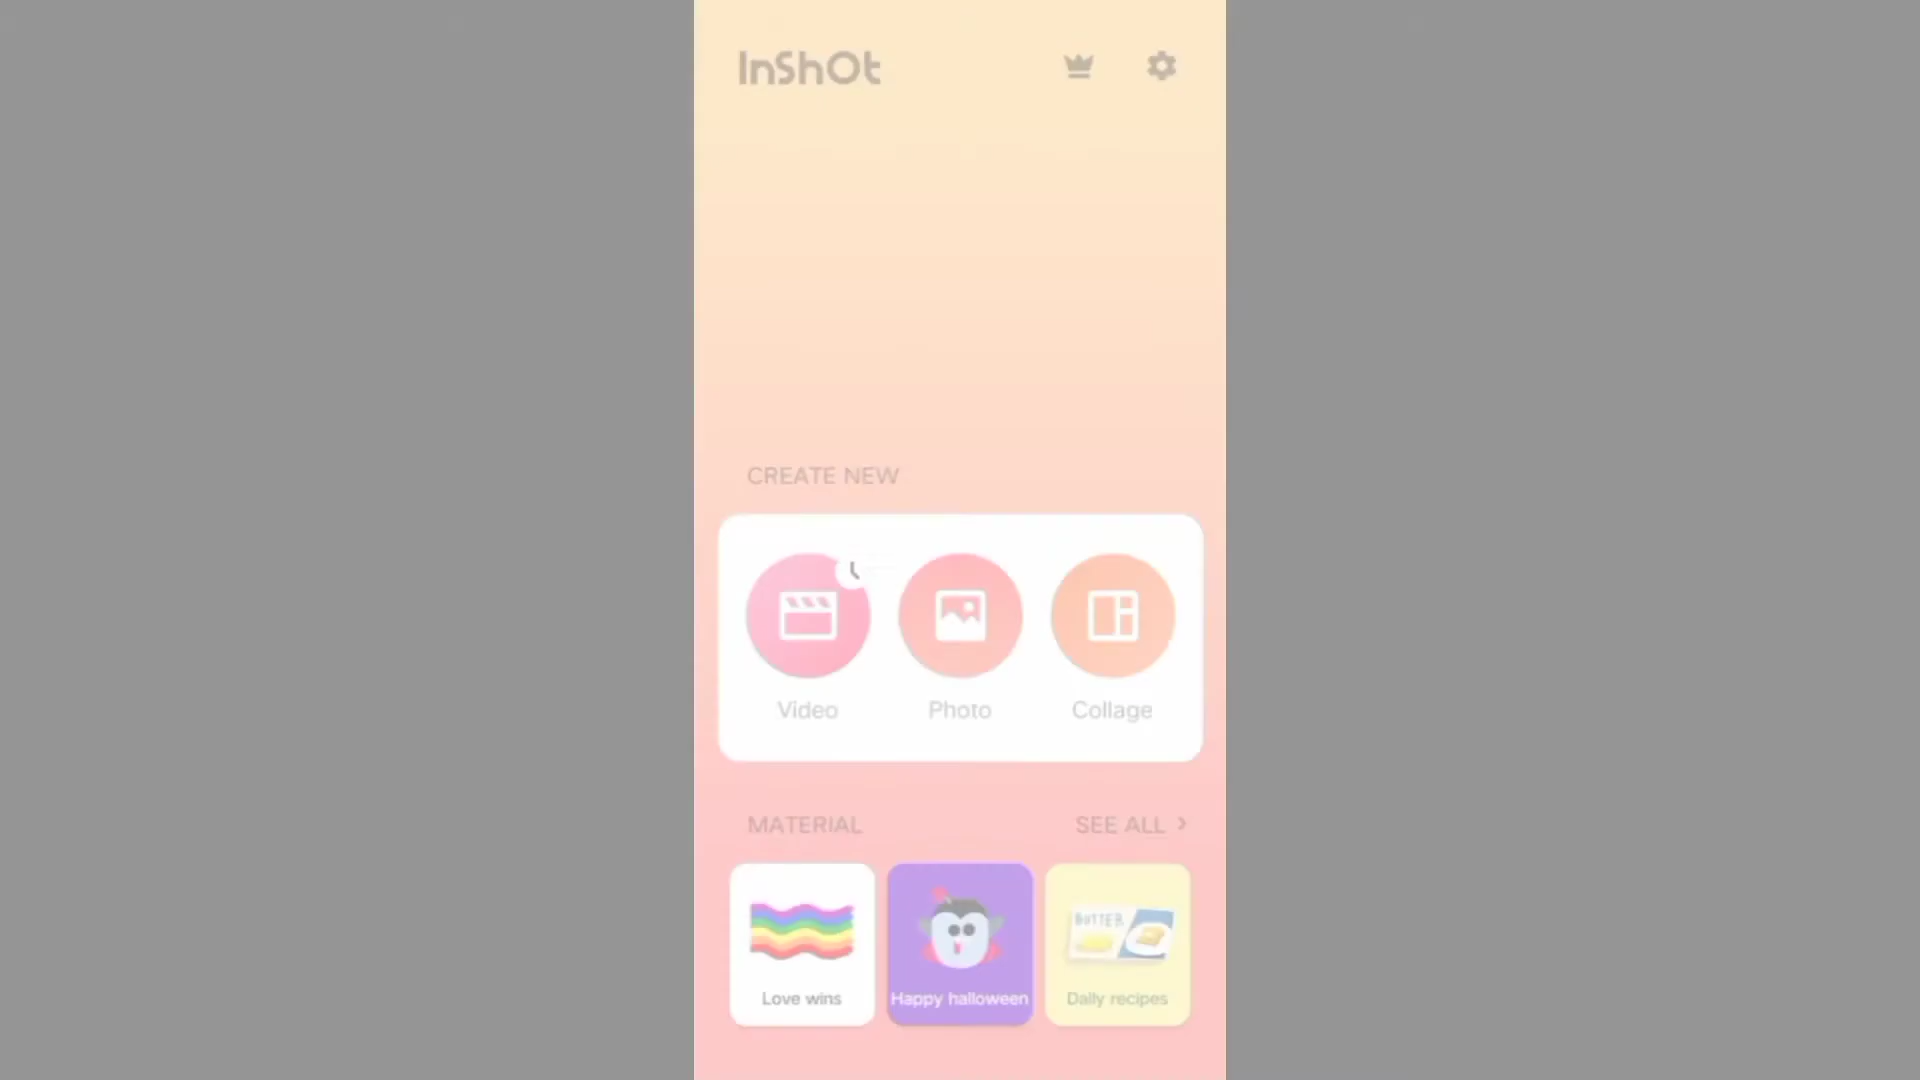 InShOt
CREATE NEW
Video
Photo
Collage
MATERIAL
SEE ALL >
BUTTER
Love wins
Happy halloween
Daily recipes